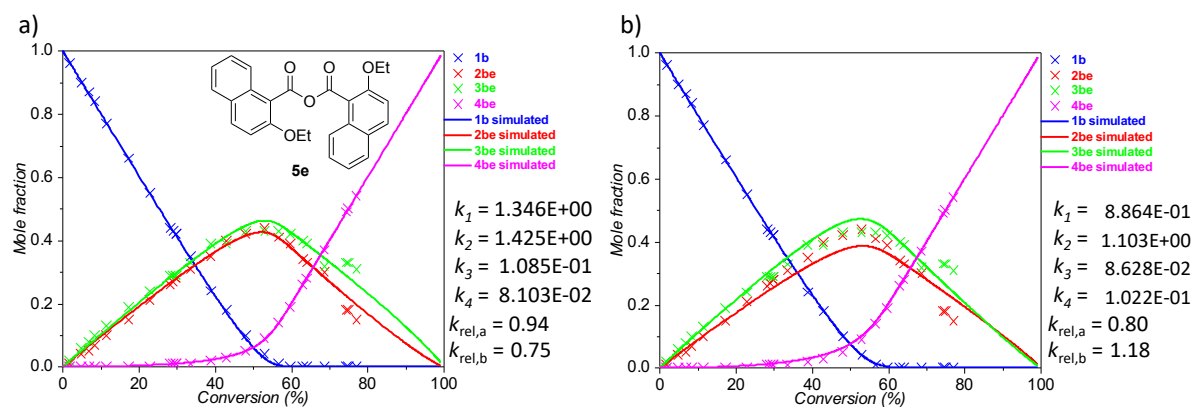 a)
1.0
0.8
0.6
0.4
0.2
0.0
Mole fraction
0
20
40
60
80
100
Conversion (%)
OEt
O
O
O
OEt
5e
1b
2be
3be
4be
1b simulated
2be simulated
3be simulated
4be simulated
k1 = 1.346E+00
k2 = 1.425E+00
k3 = 1.085E-01
k4 = 8.103E-02
krel,a = 0.94
krel,b = 0.75
b)
1.0
0.8
0.6
0.4
0.2
0.0
Mole fraction
0
20
40
60
80
100
Conversion (%)
1b
2be
3be
4be
1b simulated
2be simulated
3be simulated
4be simulated
k1 = 8.864E-01
k2 = 1.103E+00
k3 = 8.628E-02
k4 = 1.022E-01
krel,a = 0.80
krel,b = 1.18